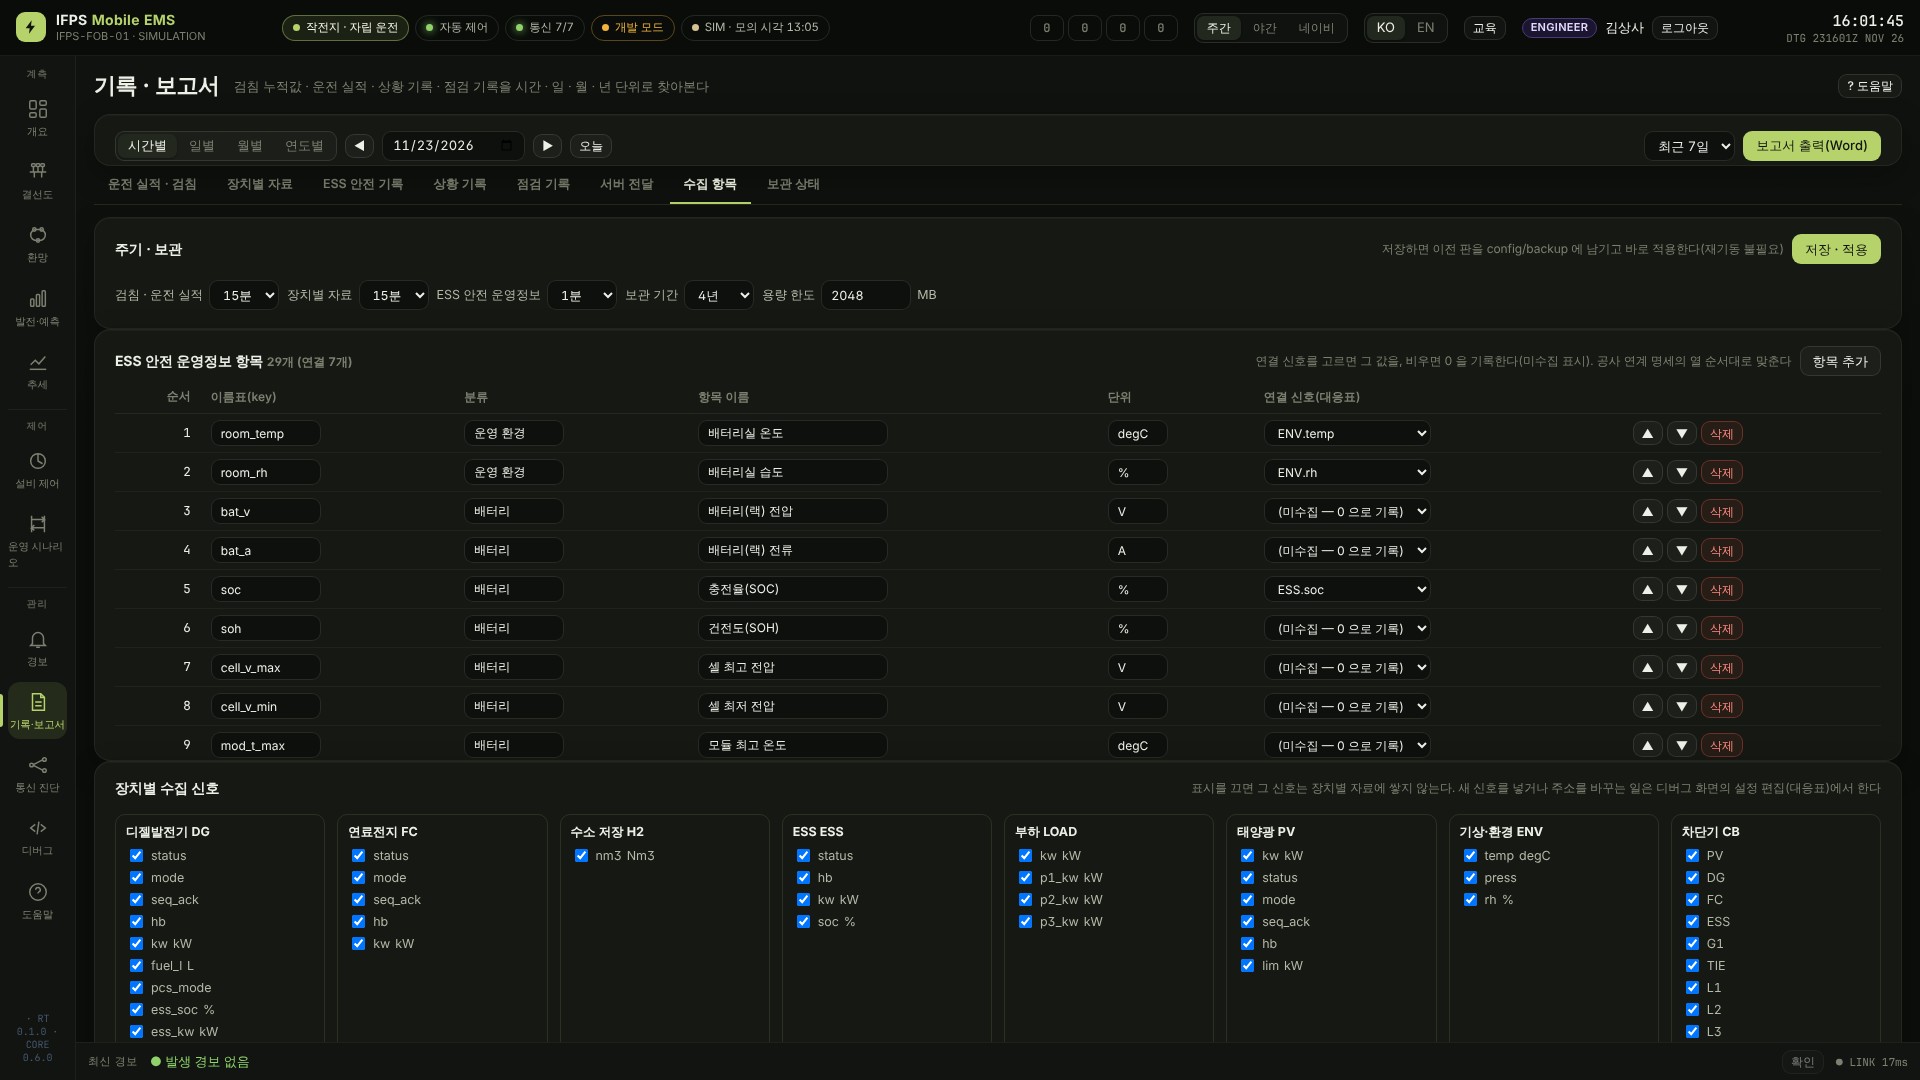 IFPS Mobile EMS
IFPS-FOB-01 · SIMULATION
작전지 · 자립 운전
자동 제어
통신 7/7
개발 모드
SIM · 모의 시각 13:05
0 0 0 0
주간 야간 네이비
KO EN
교육
ENGINEER 김상사 로그아웃
16:01:45
DTG 231601Z NOV 26
계측
개요
결선도
환망
발전·예측
추세
제어
설비 제어
운영 시나리오
관리
경보
기록·보고서
통신 진단
디버그
도움말
· RT
0.1.0 ·
CORE
0.6.0
기록 · 보고서 검침 누적값 · 운전 실적 · 상황 기록 · 점검 기록을 시간 · 일 · 월 · 년 단위로 찾아본다
? 도움말
시간별 일별 월별 연도별 ◀ 11/23/2026 ▶ 오늘
최근 7일 보고서 출력(Word)
운전 실적 · 검침 장치별 자료 ESS 안전 기록 상황 기록 점검 기록 서버 전달 수집 항목 보관 상태
주기 · 보관
저장하면 이전 판을 config/backup 에 남기고 바로 적용한다(재기동 불필요) 저장 · 적용
검침 · 운전 실적 15분 장치별 자료 15분 ESS 안전 운영정보 1분 보관 기간 4년 용량 한도 2048 MB
ESS 안전 운영정보 항목 29개 (연결 7개)
연결 신호를 고르면 그 값을, 비우면 0 을 기록한다(미수집 표시). 공사 연계 명세의 열 순서대로 맞춘다 항목 추가
순서 이름표(key) 분류 항목 이름 단위 연결 신호(대응표)
1 room_temp 운영 환경 배터리실 온도 degC ENV.temp ▲ ▼ 삭제
2 room_rh 운영 환경 배터리실 습도 % ENV.rh ▲ ▼ 삭제
3 bat_v 배터리 배터리(랙) 전압 V (미수집 — 0 으로 기록) ▲ ▼ 삭제
4 bat_a 배터리 배터리(랙) 전류 A (미수집 — 0 으로 기록) ▲ ▼ 삭제
5 soc 배터리 충전율(SOC) % ESS.soc ▲ ▼ 삭제
6 soh 배터리 건전도(SOH) % (미수집 — 0 으로 기록) ▲ ▼ 삭제
7 cell_v_max 배터리 셀 최고 전압 V (미수집 — 0 으로 기록) ▲ ▼ 삭제
8 cell_v_min 배터리 셀 최저 전압 V (미수집 — 0 으로 기록) ▲ ▼ 삭제
9 mod_t_max 배터리 모듈 최고 온도 degC (미수집 — 0 으로 기록) ▲ ▼ 삭제
장치별 수집 신호
표시를 끄면 그 신호는 장치별 자료에 쌓지 않는다. 새 신호를 넣거나 주소를 바꾸는 일은 디버그 화면의 설정 편집(대응표)에서 한다
디젤발전기 DG
status
mode
seq_ack
hb
kw kW
fuel_l L
pcs_mode
ess_soc %
ess_kw kW
연료전지 FC
status
mode
seq_ack
hb
kw kW
수소 저장 H2
nm3 Nm3
ESS ESS
status
hb
kw kW
soc %
부하 LOAD
kw kW
p1_kw kW
p2_kw kW
p3_kw kW
태양광 PV
kw kW
status
mode
seq_ack
hb
lim kW
기상·환경 ENV
temp degC
press
rh %
차단기 CB
PV
DG
FC
ESS
G1
TIE
L1
L2
L3
최신 경보 발생 경보 없음
확인 LINK 17ms